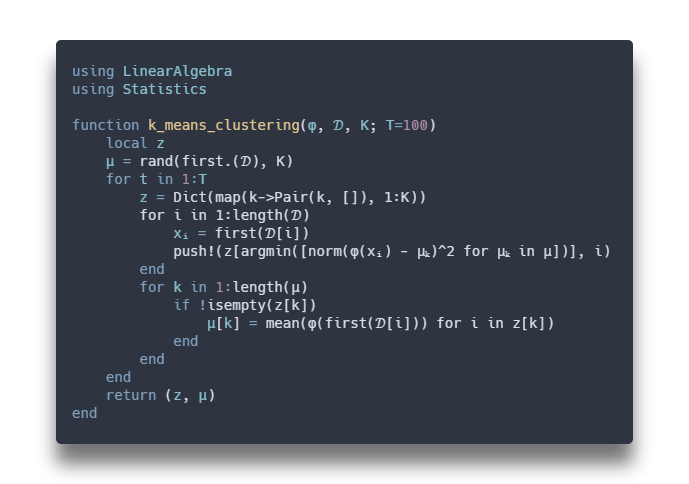 using LinearAlgebra
using Statistics

function k_means_clustering(φ, 𝒟, K; T=100)
    local z
    μ = rand(first.(𝒟), K)
    for t in 1:T
        z = Dict(map(k->Pair(k, []), 1:K))
        for i in 1:length(𝒟)
            xᵢ = first(𝒟[i])
            push!(z[argmin([norm(φ(xᵢ) - μₖ)^2 for μₖ in μ])], i)
        end
        for k in 1:length(μ)
            if !isempty(z[k])
                μ[k] = mean(φ(first(𝒟[i])) for i in z[k])
            end
        end
    end
    return (z, μ)
end